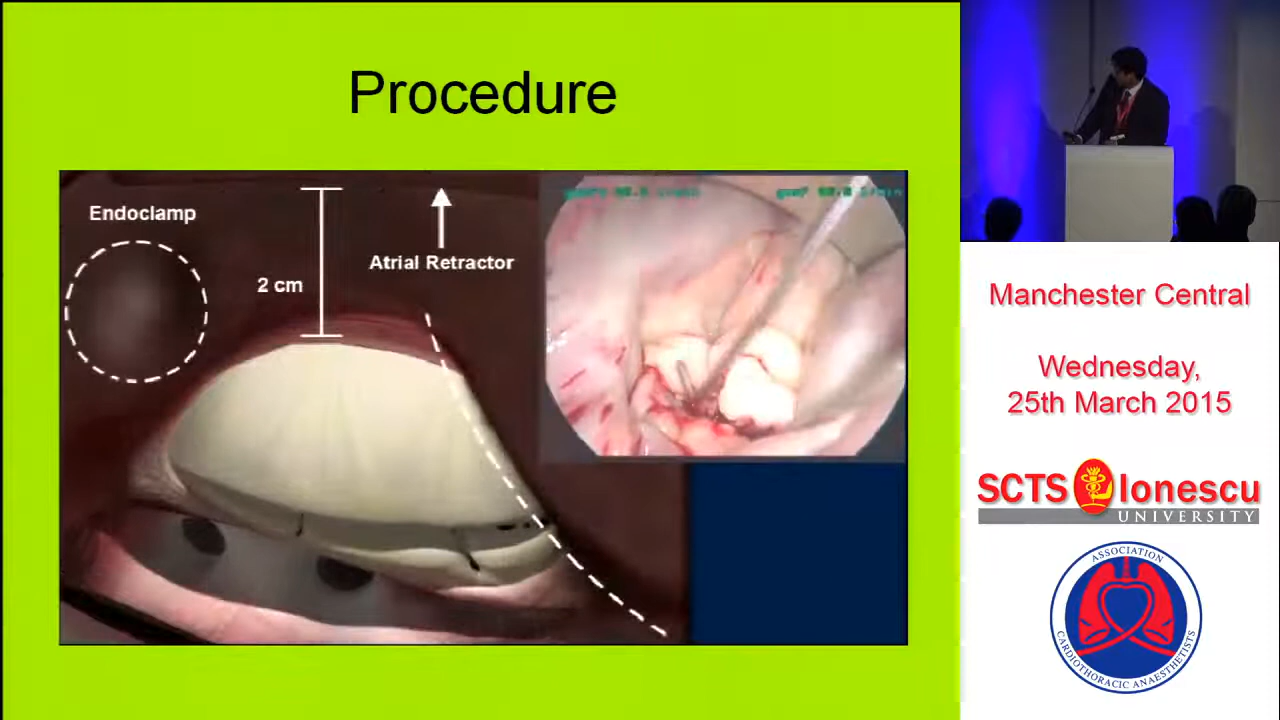 Procedure
Endoclamp
2 cm
Atrial Retractor
Manchester Central
Wednesday,
25th March 2015
SCTS Ionescu
UNIVERSITY
ASSOCIATION
CARDIOTHORACIC ANAESTHETISTS